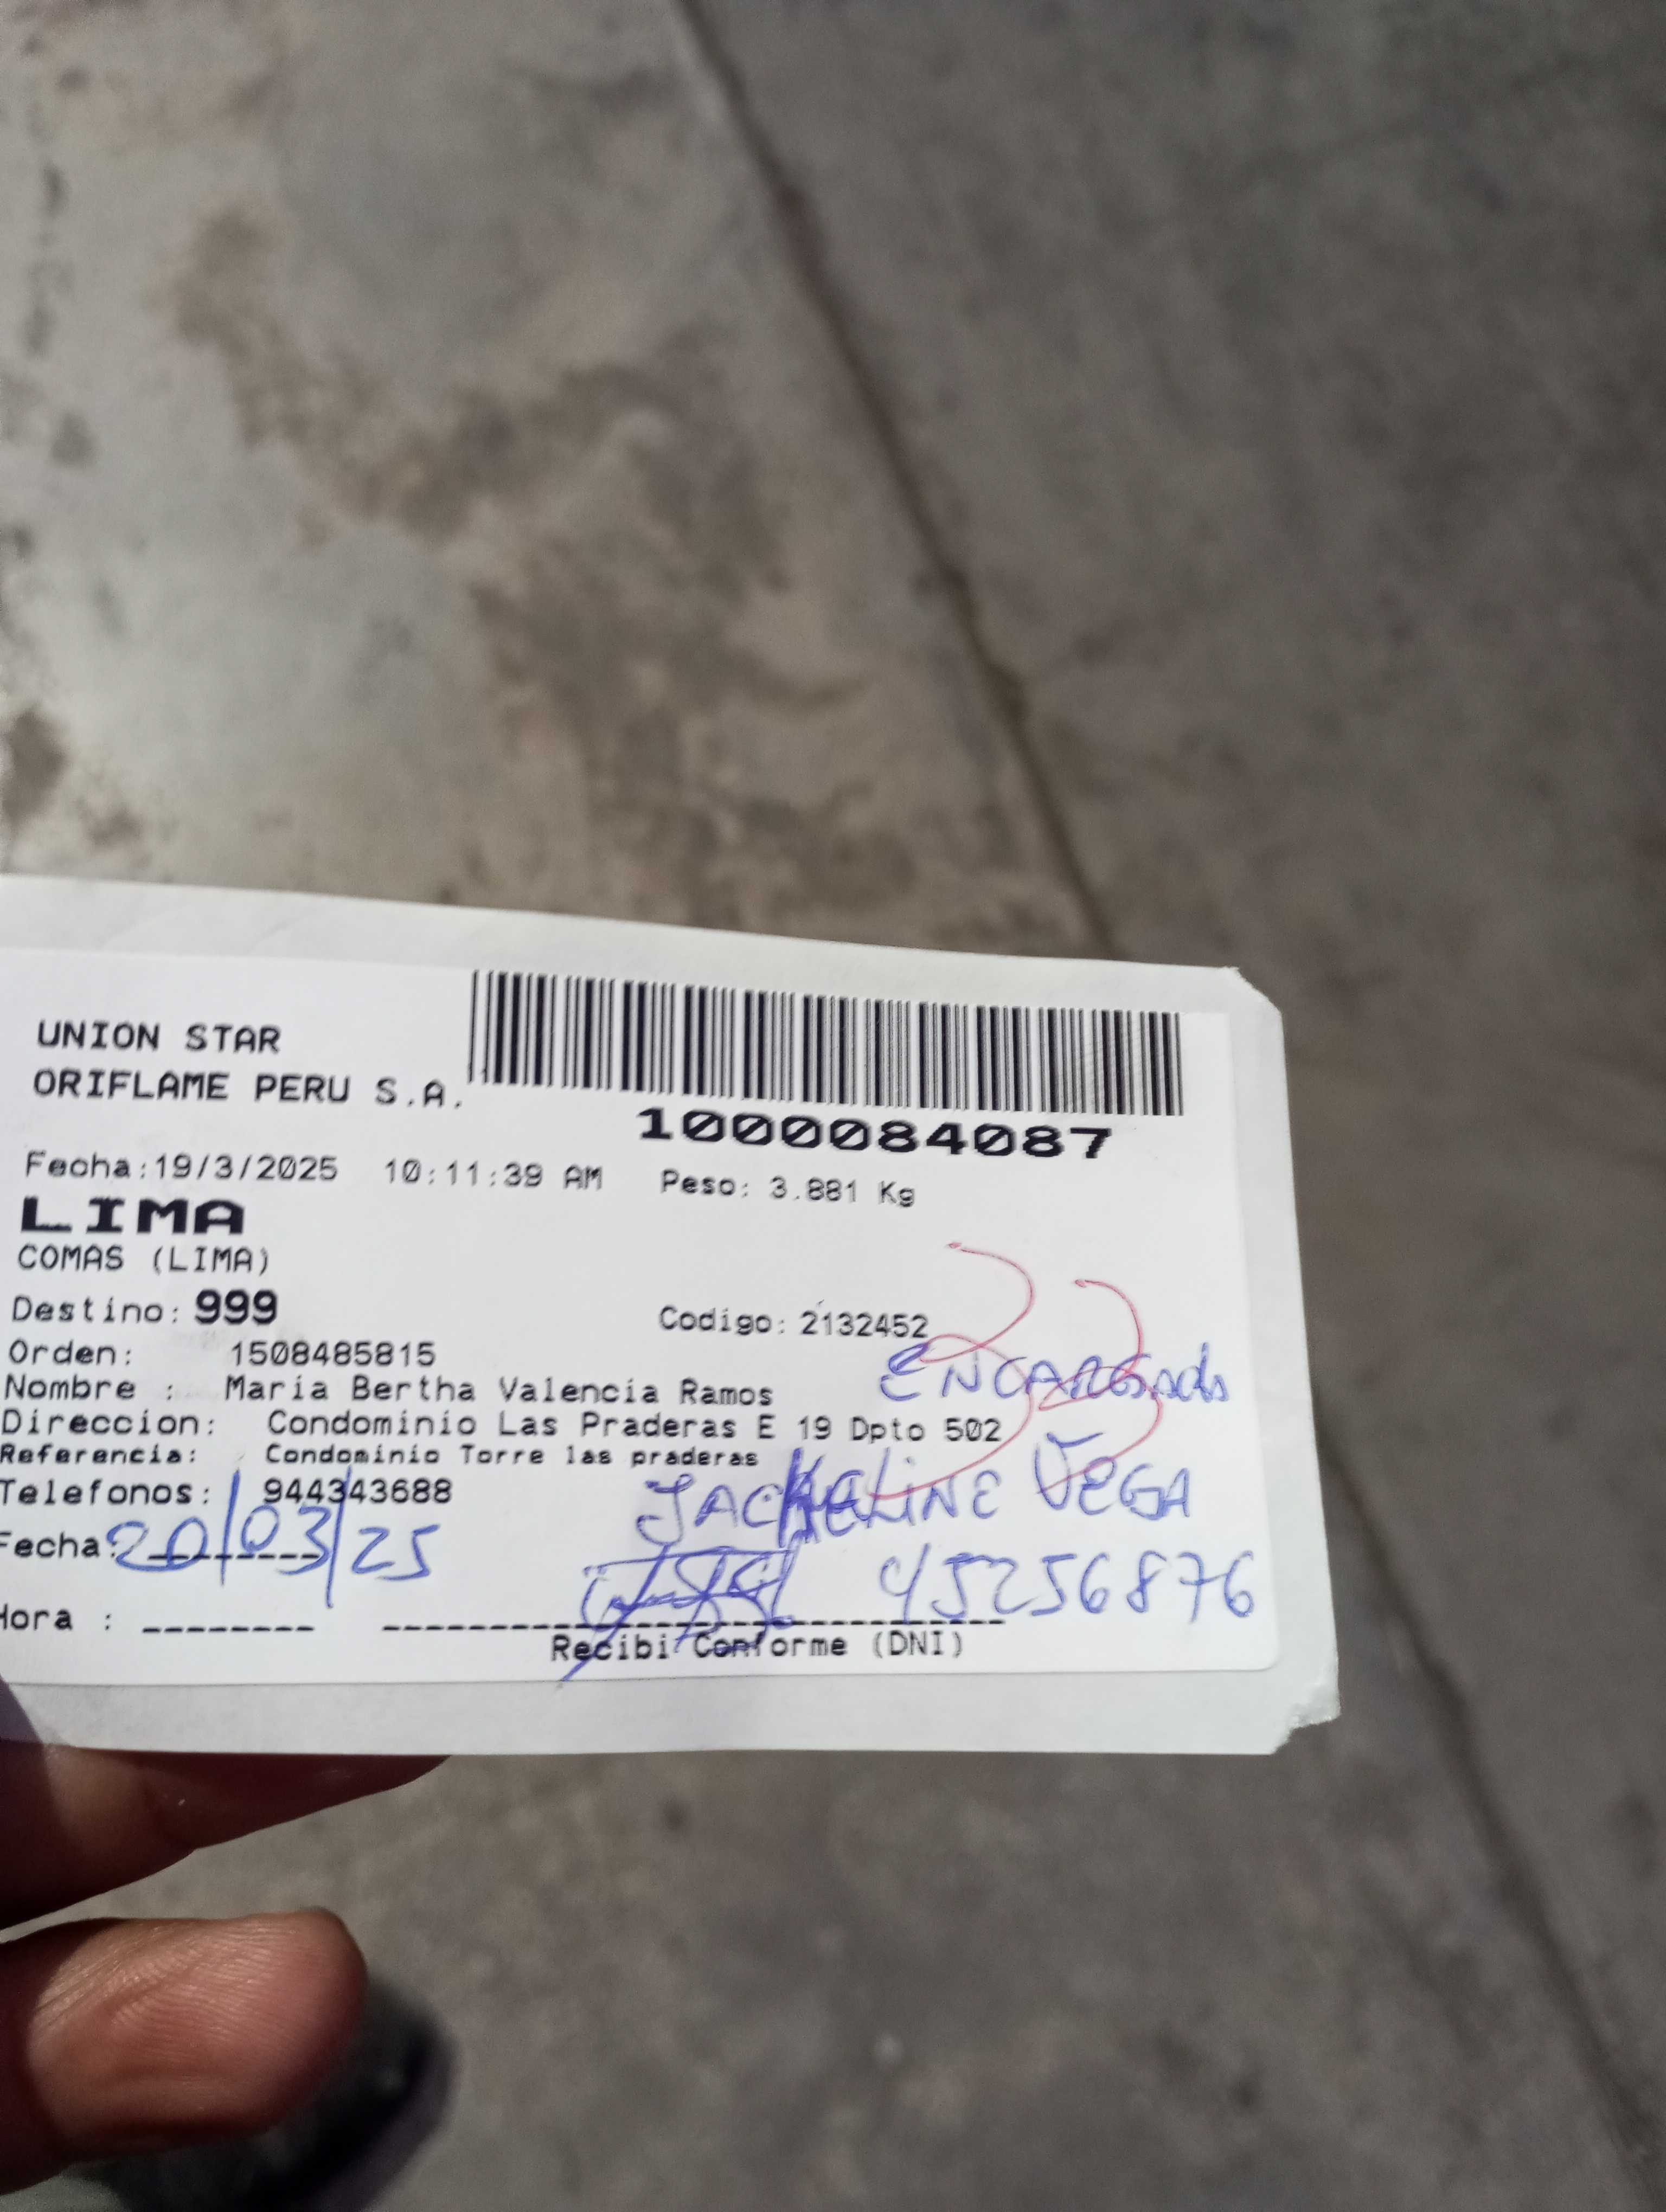 UNION STAR
ORIFLAME PERU S.A.
1000084087
Fecha:19/3/2025 10:11:39 AM Peso: 3.881 Kg
LIMA
COMAS (LIMA)
Destino: 999 Codigo: 2132452
33
Orden: 1508485815
ENCARGado
Nombre : Maria Bertha Valencia Ramos
Direccion: Condominio Las Praderas E 19 Dpto 502
Referencia: Condominio Torre las praderas
Telefonos: 944343688
JACKELINE VEGA
Fecha: 20/03/25
45256876
Hora :
Recibi Conforme (DNI)